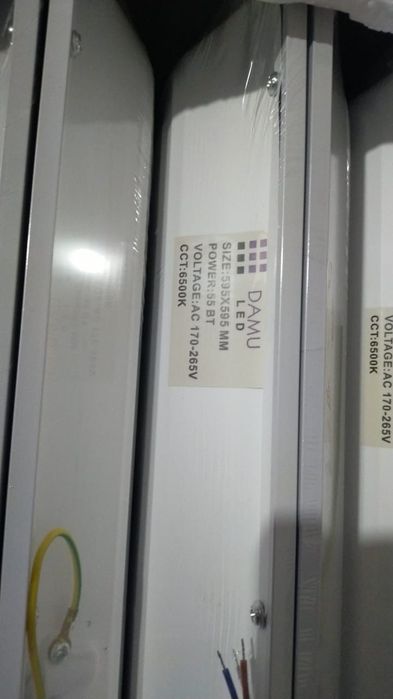 DAMU
LED
SIZE:595X595 MM
POWER:55 BT
VOLTAGE:AC 170-265V
CCT:6500K
VOLTAGE:AC 170-265V
CCT:6500K